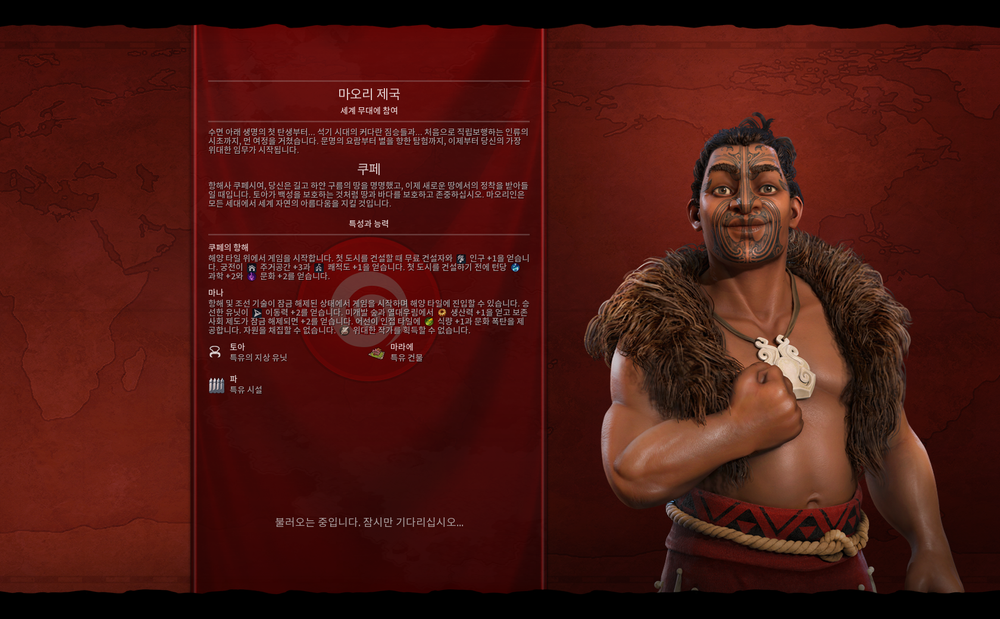 마오리 제국
세계 무대에 참여
수면 아래 생명의 첫 탄생부터... 석기 시대의 커다란 짐승들과... 처음으로 직립보행하는 인류의
시초까지, 먼 여정을 거쳤습니다. 문명의 요람부터 별을 향한 탐험까지, 이제부터 당신의 가장
위대한 임무가 시작됩니다.
쿠페
항해사 쿠페시여, 당신은 길고 하얀 구름의 땅을 명명했고, 이제 새로운 땅에서의 정착을 받아들
일 때입니다. 토아가 백성을 보호하는 것처럼 땅과 바다를 보호하고 존중하십시오. 마오리인은
모든 세대에서 세계 자연의 아름다움을 지킬 것입니다.
특성과 능력
쿠페의 항해
해양 타일 위에서 게임을 시작합니다. 첫 도시를 건설할 때 무료 건설자와 인구 +1을 얻습니
다. 궁전이 주거공간 +3과 쾌적도 +1을 얻습니다. 첫 도시를 건설하기 전에 턴당
과학 +2와 문화 +2를 얻습니다.
마나
항해 및 조선 기술이 잠금 해제된 상태에서 게임을 시작하며 해양 타일에 진입할 수 있습니다. 승
선한 유닛이 이동력 +2를 얻습니다. 미개발 숲과 열대우림에서 생산력 +1을 얻고 보존
사회 제도가 잠금 해제되면 +2를 얻습니다. 어선이 인접 타일에 식량 +1과 문화 폭탄을 제
공합니다. 자원을 채집할 수 없습니다. 위대한 작가를 획득할 수 없습니다.
토아
특유의 지상 유닛
마라에
특유 건물
파
특유 시설
불러오는 중입니다. 잠시만 기다리십시오...